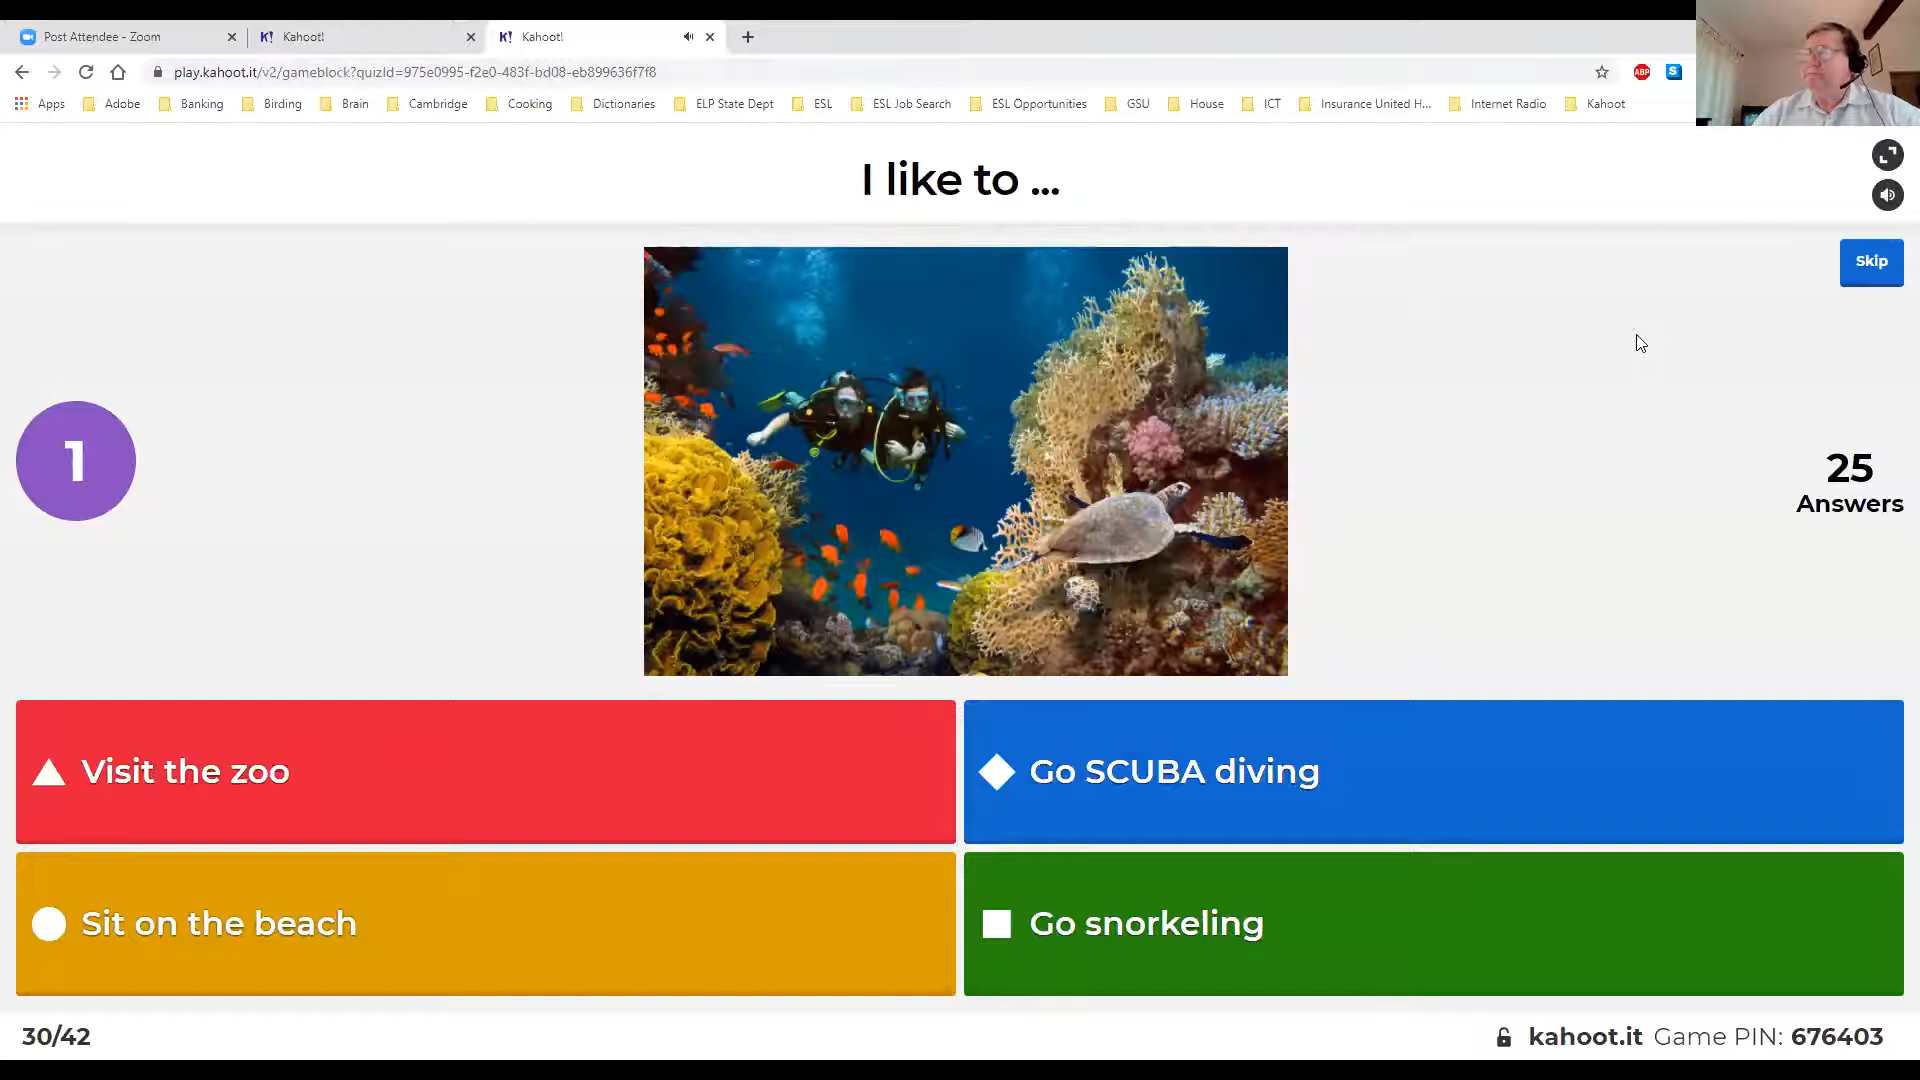 Post Attendee - Zoom
K! Kahoot!
K! Kahoot!
play.kahoot.it/v2/gameblock?quizId=975e0995-f2e0-483f-bd08-eb899636f7f8
ABP
S
Apps Adobe Banking Birding Brain Cambridge Cooking Dictionaries ELP State Dept ESL ESL Job Search ESL Opportunities GSU House ICT Insurance United H... Internet Radio Kahoot
I like to ...
Skip
1
25
Answers
Visit the zoo
Go SCUBA diving
Sit on the beach
Go snorkeling
30/42
kahoot.it Game PIN: 676403